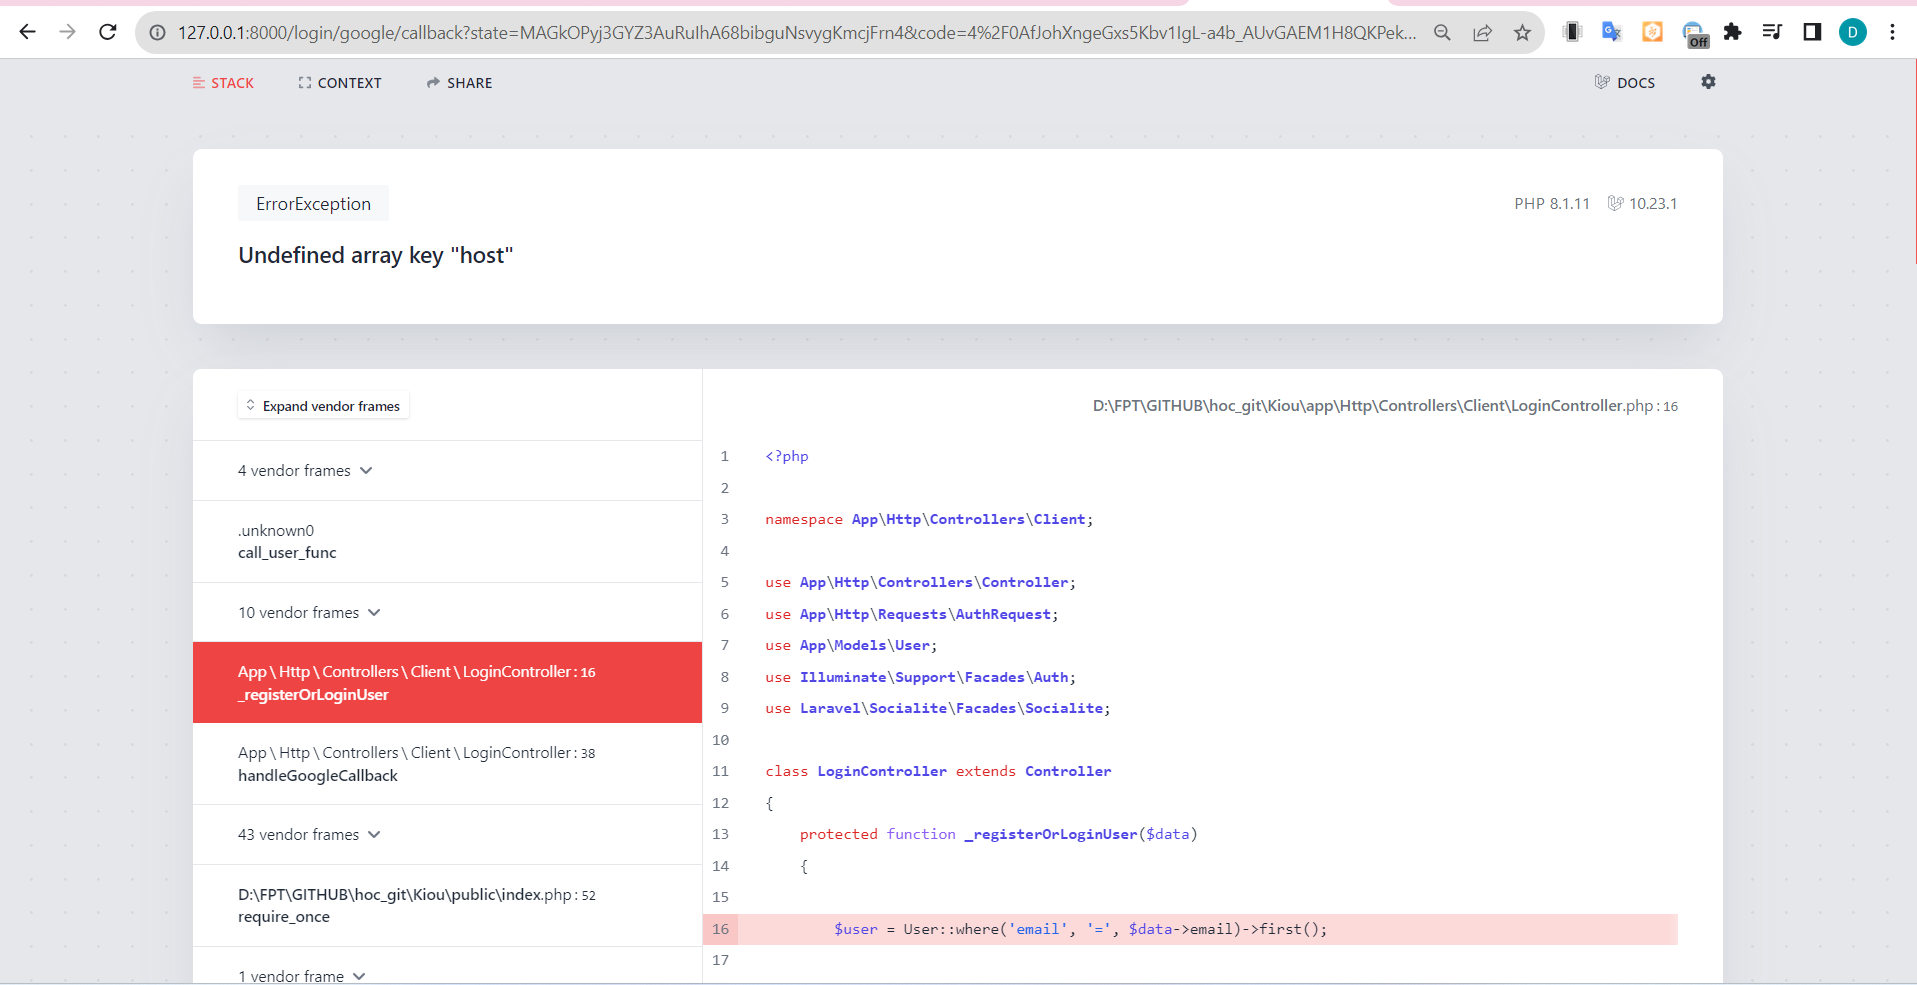 127.0.0.1:8000/login/google/callback?state=MAGkOPyj3GYZ3AuRuIhA68bibguNsvygKmcjFrn4&code=4%2F0AfJohXngeGxs5Kbv1IgL-a4b_AUvGAEM1H8QKPek...
Off
D
STACK
CONTEXT
SHARE
DOCS
ErrorException
PHP 8.1.11
10.23.1
Undefined array key "host"
Expand vendor frames
D:\FPT\GITHUB\hoc_git\Kiou\app\Http\Controllers\Client\LoginController.php : 16
4 vendor frames
.unknown0
call_user_func
10 vendor frames
App \ Http \ Controllers \ Client \ LoginController : 16
_registerOrLoginUser
App \ Http \ Controllers \ Client \ LoginController : 38
handleGoogleCallback
43 vendor frames
D:\FPT\GITHUB\hoc_git\Kiou\public\index.php : 52
require_once
1 vendor frame
1 <?php
2
3 namespace App\Http\Controllers\Client;
4
5 use App\Http\Controllers\Controller;
6 use App\Http\Requests\AuthRequest;
7 use App\Models\User;
8 use Illuminate\Support\Facades\Auth;
9 use Laravel\Socialite\Facades\Socialite;
10
11 class LoginController extends Controller
12 {
13 protected function _registerOrLoginUser($data)
14 {
15
16 $user = User::where('email', '=', $data->email)->first();
17